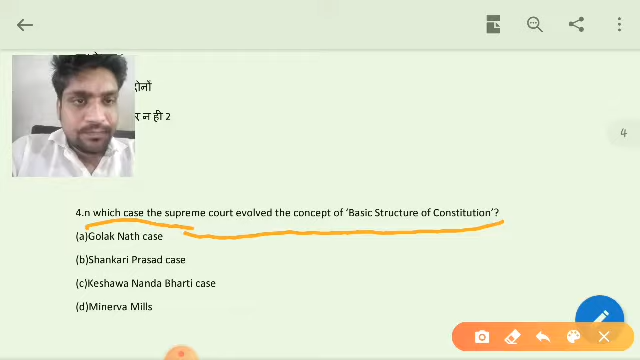 दोनों
न ही 2
4
4.n which case the supreme court evolved the concept of 'Basic Structure of Constitution'?
(a)Golak Nath case
(b)Shankari Prasad case
(c)Keshawa Nanda Bharti case
(d)Minerva Mills